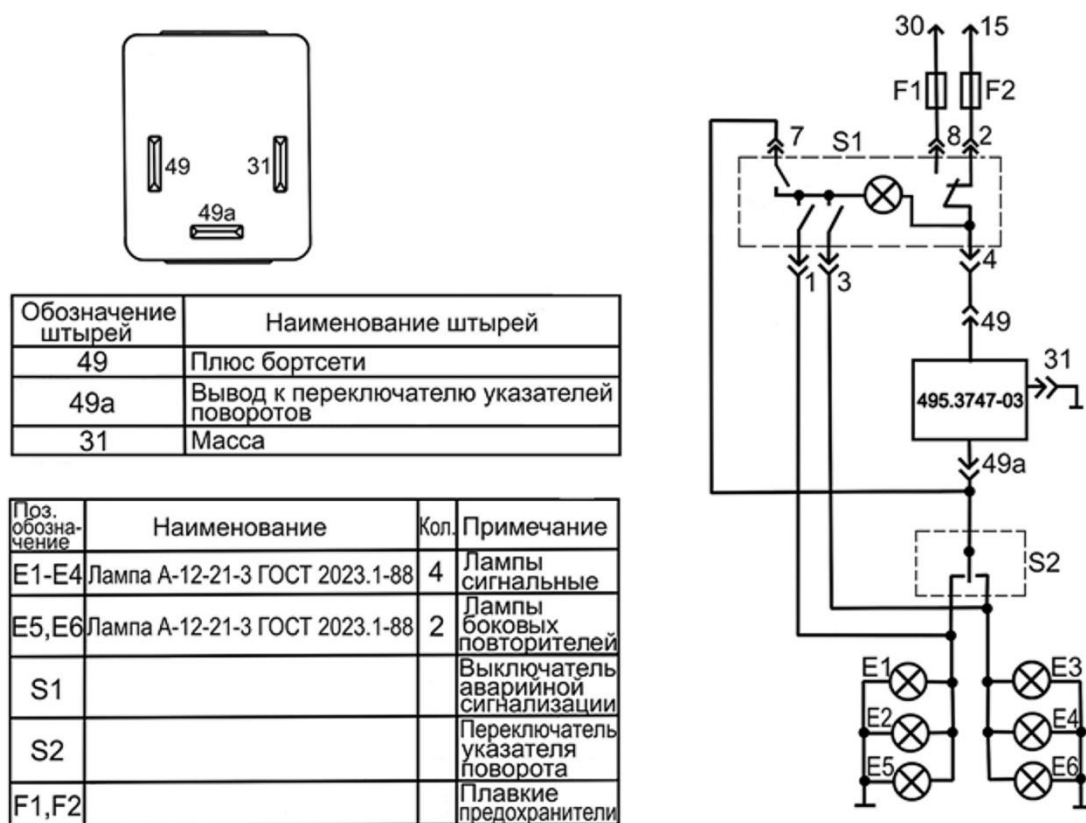 49
31
49а
Обозначение
штырей
Наименование штырей
49
Плюс бортсети
49а
Вывод к переключателю указателей
поворотов
31
Масса
Поз.
обозна-
чение
Наименование
Кол.
Примечание
E1-E4
Лампа А-12-21-3 ГОСТ 2023.1-88
4
Лампы
сигнальные
E5,E6
Лампа А-12-21-3 ГОСТ 2023.1-88
2
Лампы
боковых
повторителей
S1
Выключатель
аварийной
сигнализации
S2
Переключатель
указателя
поворота
F1,F2
Плавкие
предохранители
30
15
F1
F2
7
S1
8
2
1
3
4
49
31
495.3747-03
49а
S2
E1
E3
E2
E4
E5
E6